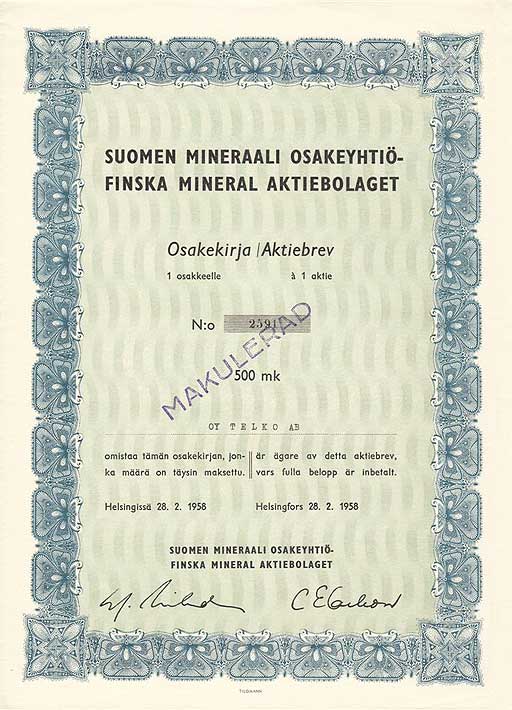 SUOMEN MINERAALI OSAKEYHTIÖ-
FINSKA MINERAL AKTIEBOLAGET
Osakekirja / Aktiebrev
1 osakkeelle à 1 aktie
N:o
MAKULERAD
500 mk
OY TELKO AB
omistaa tämän osakekirjan, jon-
ka määrä on täysin maksettu.
är ägare av detta aktiebrev,
vars fulla belopp är inbetalt.
Helsingissä 28. 2. 1958 Helsingfors 28. 2. 1958
SUOMEN MINERAALI OSAKEYHTIÖ-
FINSKA MINERAL AKTIEBOLAGET
TILGMANN